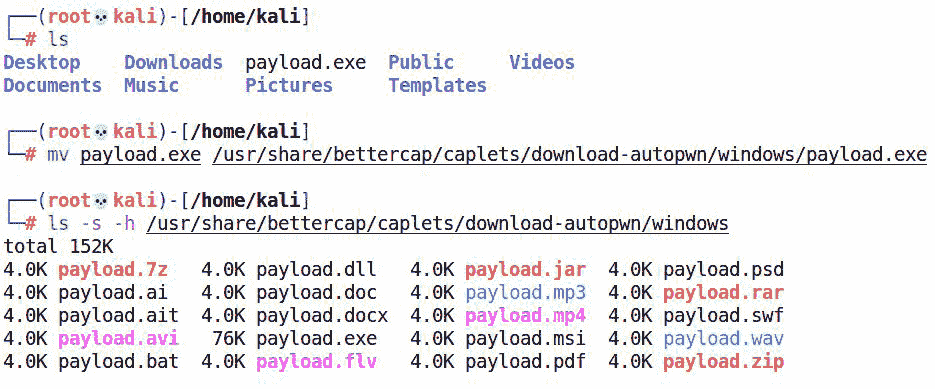 ┌──(root💀kali)-[/home/kali]
└─# ls
Desktop    Downloads  payload.exe  Public     Videos
Documents  Music      Pictures     Templates
┌──(root💀kali)-[/home/kali]
└─# mv payload.exe /usr/share/bettercap/caplets/download-autopwn/windows/payload.exe
┌──(root💀kali)-[/home/kali]
└─# ls -s -h /usr/share/bettercap/caplets/download-autopwn/windows
total 152K
4.0K payload.7z   4.0K payload.dll   4.0K payload.jar  4.0K payload.psd
4.0K payload.ai   4.0K payload.doc   4.0K payload.mp3  4.0K payload.rar
4.0K payload.ait  4.0K payload.docx  4.0K payload.mp4  4.0K payload.swf
4.0K payload.avi   76K payload.exe   4.0K payload.msi  4.0K payload.wav
4.0K payload.bat  4.0K payload.flv   4.0K payload.pdf  4.0K payload.zip